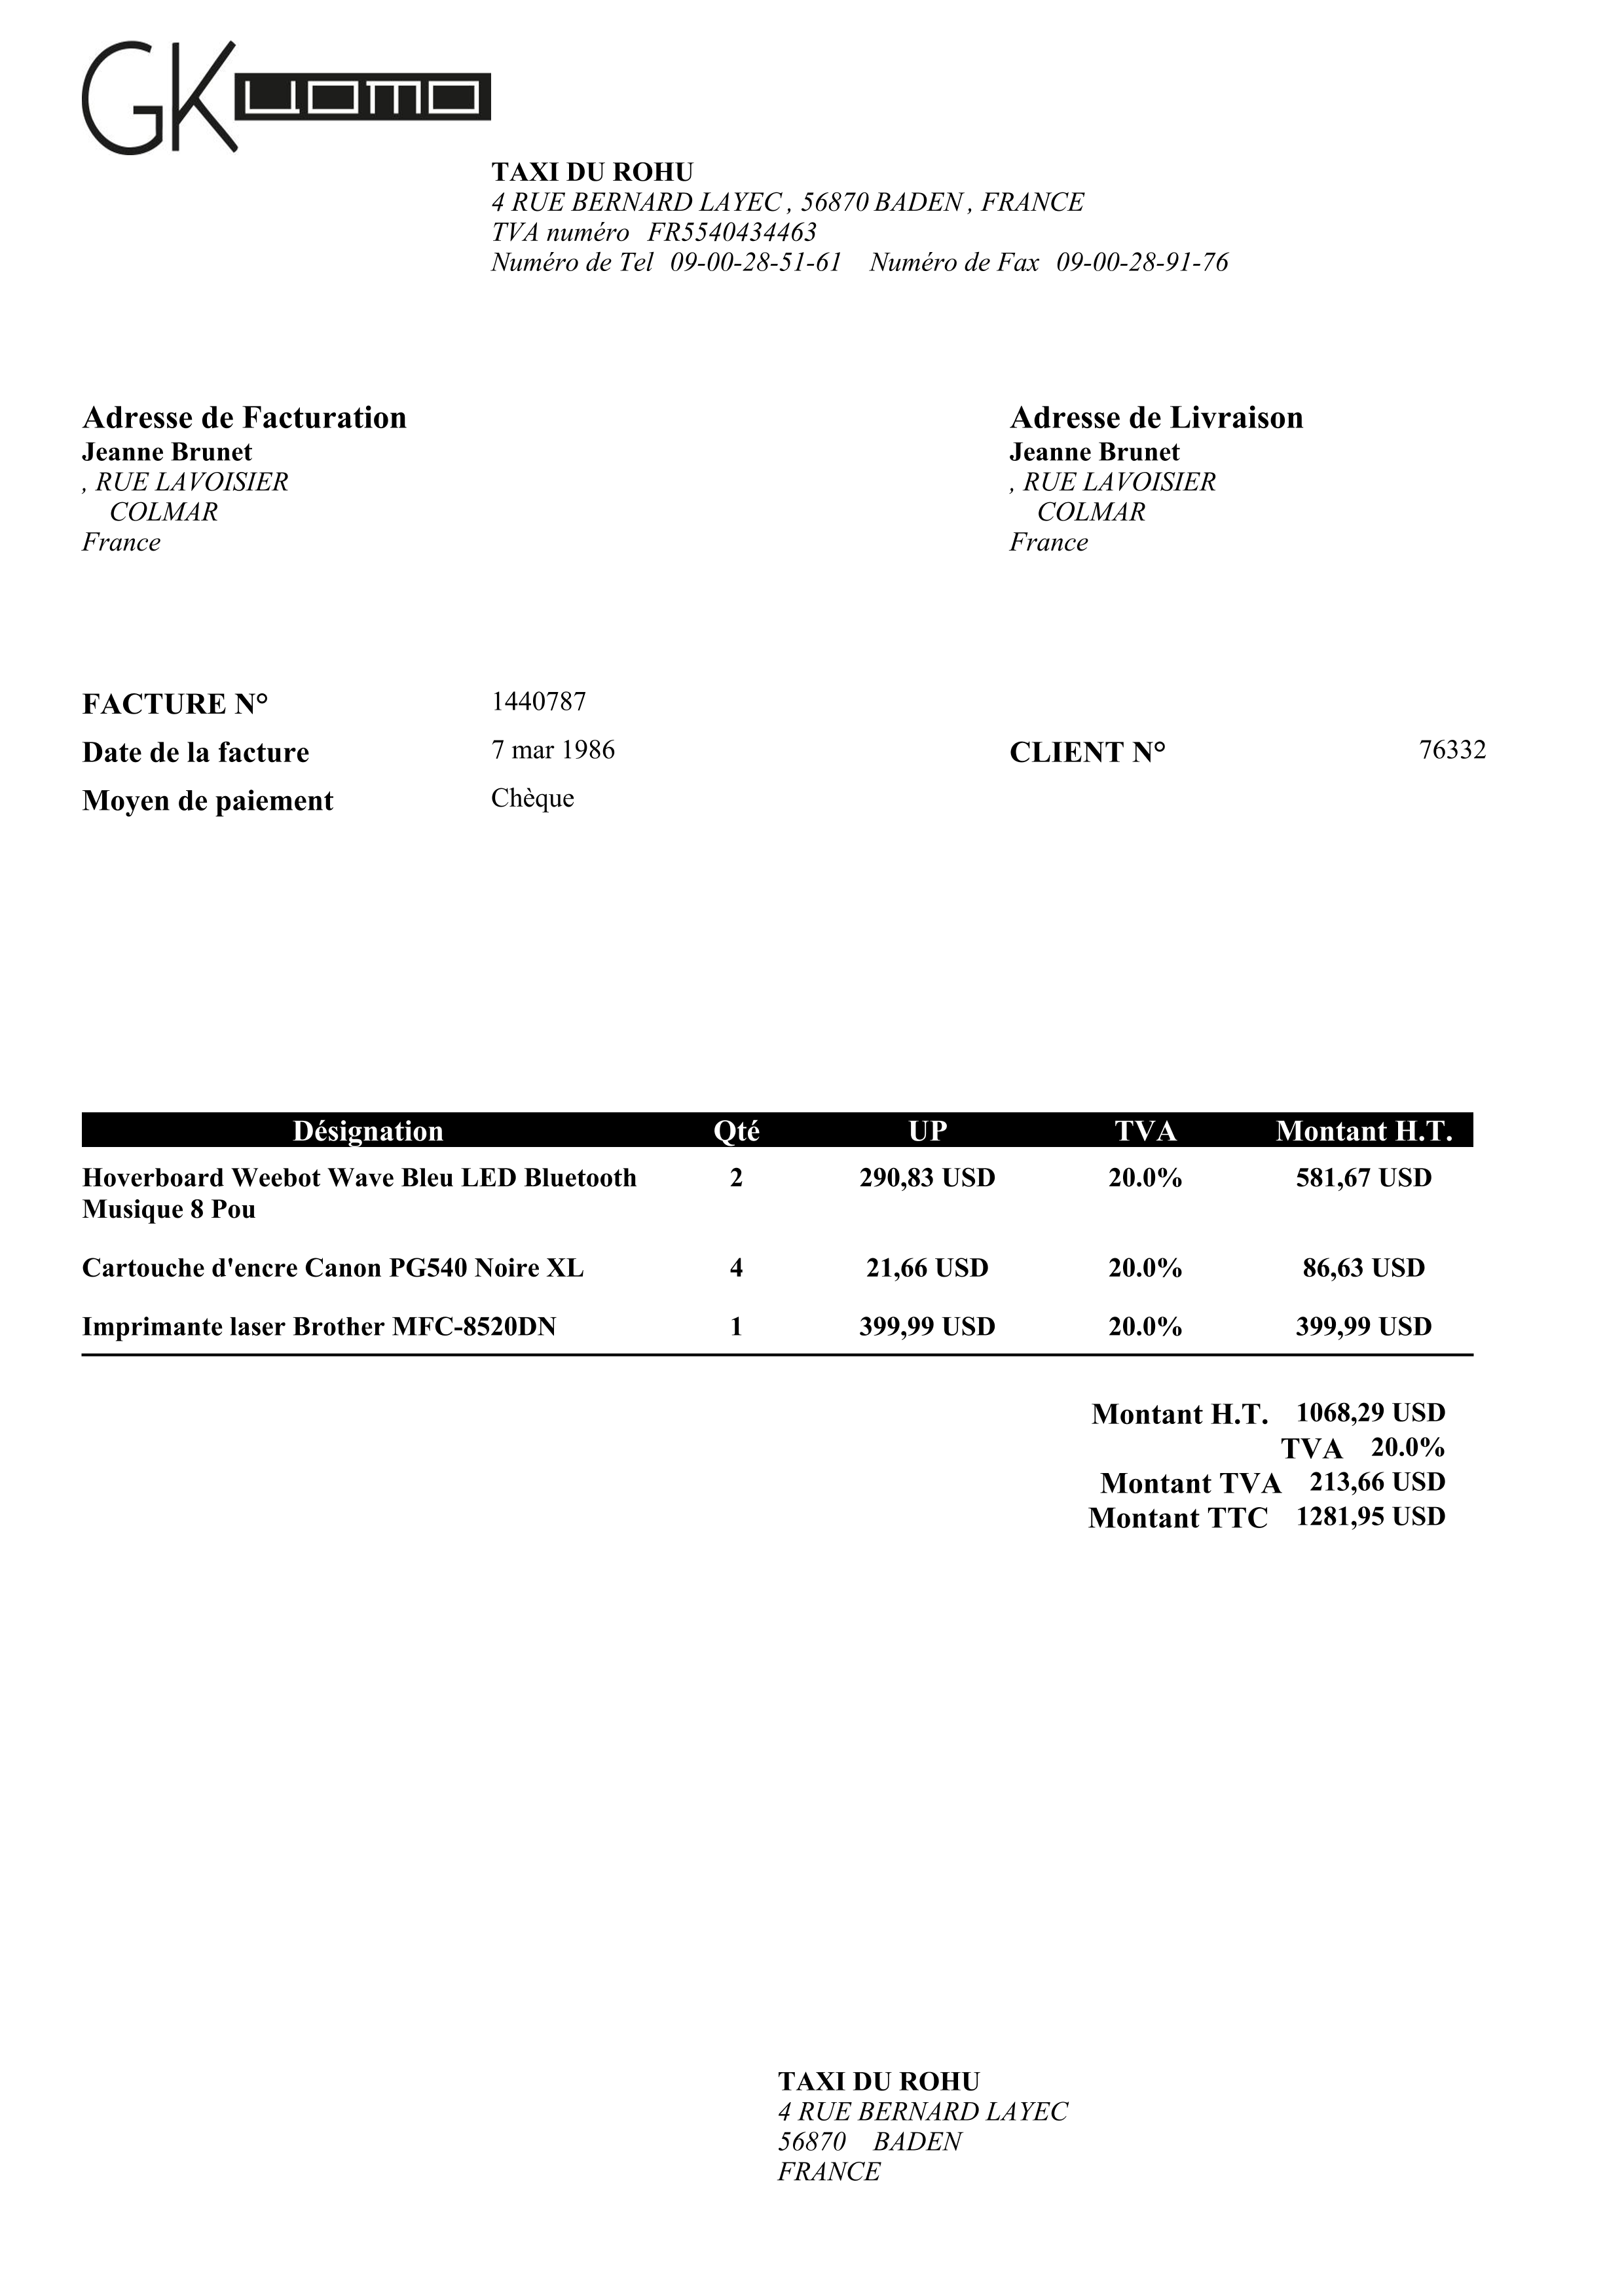 GK uomo
TAXI DU ROHU
4 RUE BERNARD LAYEC , 56870 BADEN , FRANCE
TVA numéro FR5540434463
Numéro de Tel 09-00-28-51-61 Numéro de Fax 09-00-28-91-76
Adresse de Facturation
Jeanne Brunet
, RUE LAVOISIER
COLMAR
France
Adresse de Livraison
Jeanne Brunet
, RUE LAVOISIER
COLMAR
France
FACTURE N° 1440787
Date de la facture 7 mar 1986 CLIENT N° 76332
Moyen de paiement Chèque
Désignation Qté UP TVA Montant H.T.
Hoverboard Weebot Wave Bleu LED Bluetooth 2 290,83 USD 20.0% 581,67 USD
Musique 8 Pou
Cartouche d'encre Canon PG540 Noire XL 4 21,66 USD 20.0% 86,63 USD
Imprimante laser Brother MFC-8520DN 1 399,99 USD 20.0% 399,99 USD
Montant H.T. 1068,29 USD
TVA 20.0%
Montant TVA 213,66 USD
Montant TTC 1281,95 USD
TAXI DU ROHU
4 RUE BERNARD LAYEC
56870 BADEN
FRANCE